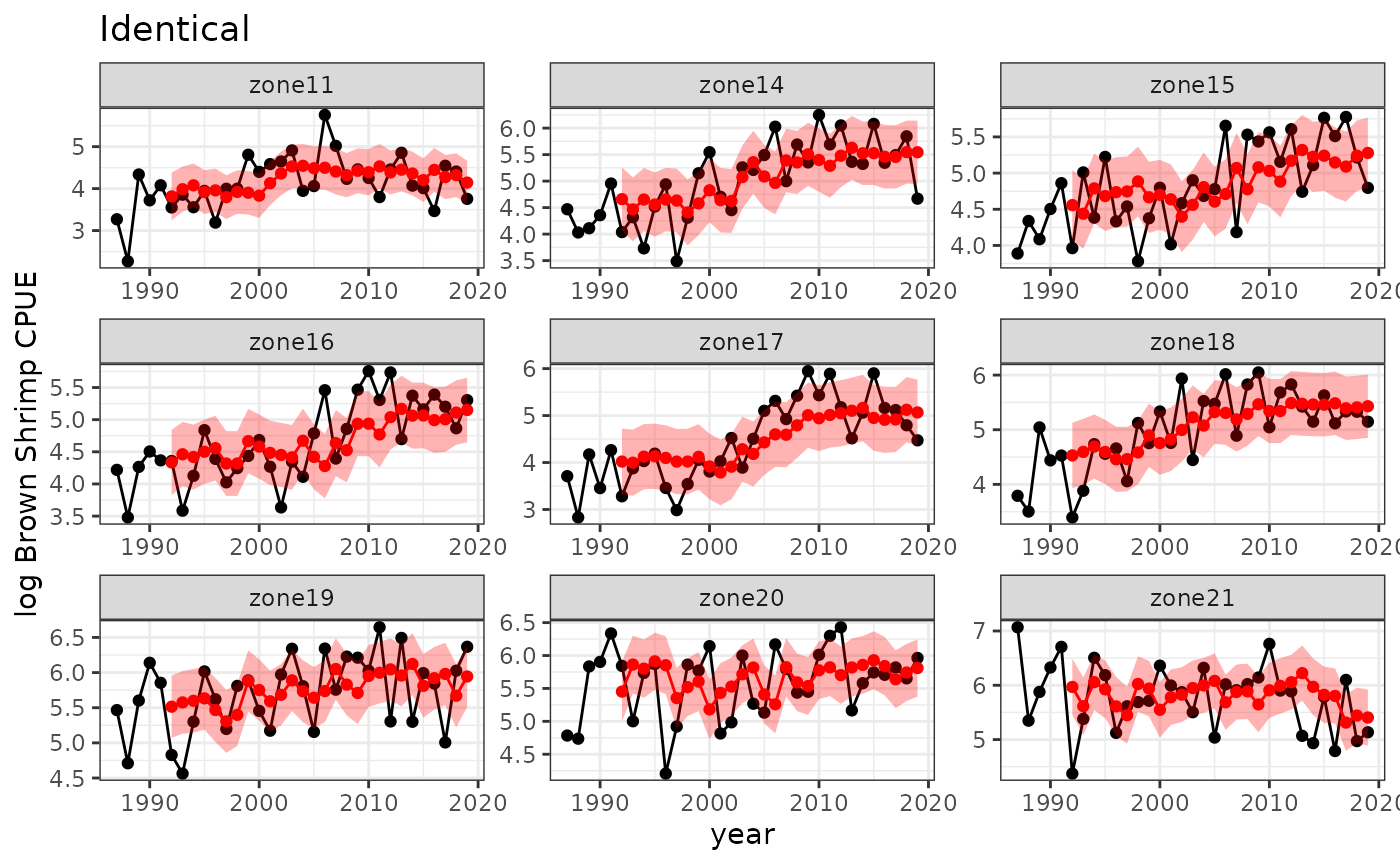 Identical
zone11 zone14 zone15
5 4 3
6.0 5.5 5.0 4.5 4.0 3.5
5.5 5.0 4.5 4.0
1990 2000 2010 2020 1990 2000 2010 2020 1990 2000 2010 2020
zone16 zone17 zone18
5.5 5.0 4.5 4.0 3.5
6 5 4 3
6 5 4
1990 2000 2010 2020 1990 2000 2010 2020 1990 2000 2010 2020
zone19 zone20 zone21
6.5 6.0 5.5 5.0 4.5
6.5 6.0 5.5 5.0 4.5
7 6 5
1990 2000 2010 2020 1990 2000 2010 2020 1990 2000 2010 2020
log Brown Shrimp CPUE
year